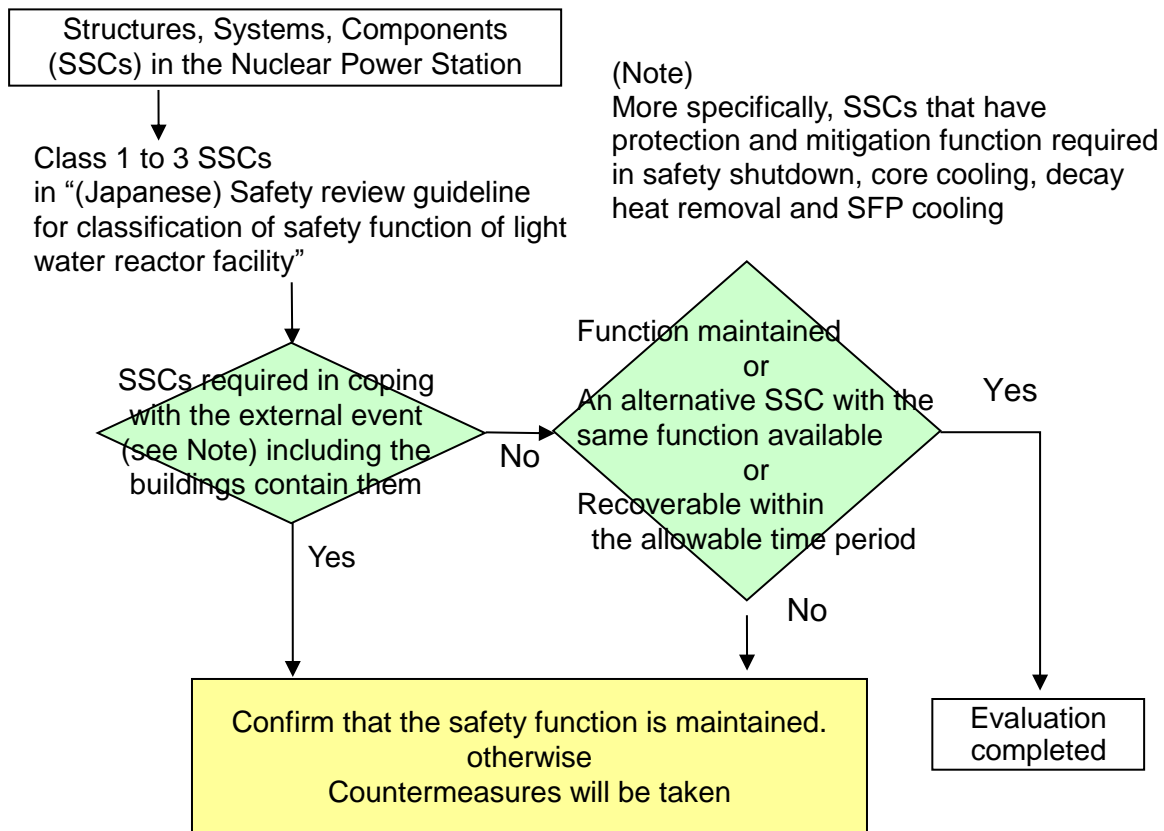 Structures, Systems, Components
(SSCs) in the Nuclear Power Station
(Note)
More specifically, SSCs that have
protection and mitigation function required
in safety shutdown, core cooling, decay
heat removal and SFP cooling
Class 1 to 3 SSCs
in “(Japanese) Safety review guideline
for classification of safety function of light
water reactor facility”
SSCs required in coping
with the external event
(see Note) including the
buildings contain them
No
Yes
Function maintained
or
An alternative SSC with the
same function available
or
Recoverable within
the allowable time period
Yes
No
Confirm that the safety function is maintained.
otherwise
Countermeasures will be taken
Evaluation
completed